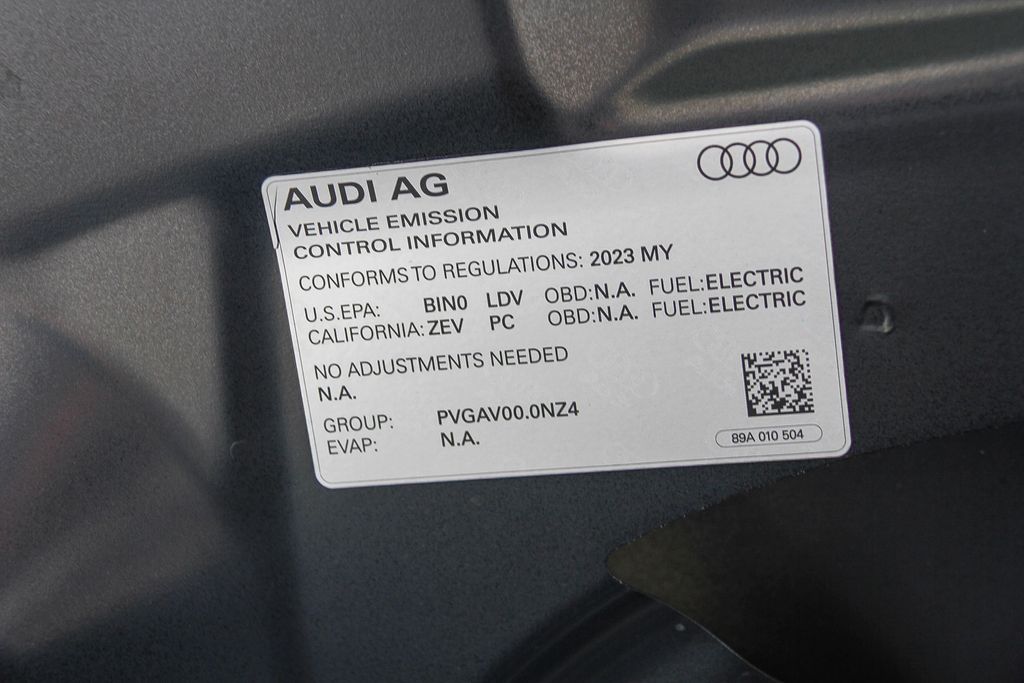 AUDI AG
VEHICLE EMISSION
CONTROL INFORMATION
CONFORMS TO REGULATIONS: 2023 MY
U.S.EPA: BIN0 LDV OBD:N.A. FUEL:ELECTRIC
CALIFORNIA: ZEV PC OBD:N.A. FUEL:ELECTRIC
NO ADJUSTMENTS NEEDED
N.A.
GROUP: PVGAV00.0NZ4
EVAP: N.A.
89A 010 504